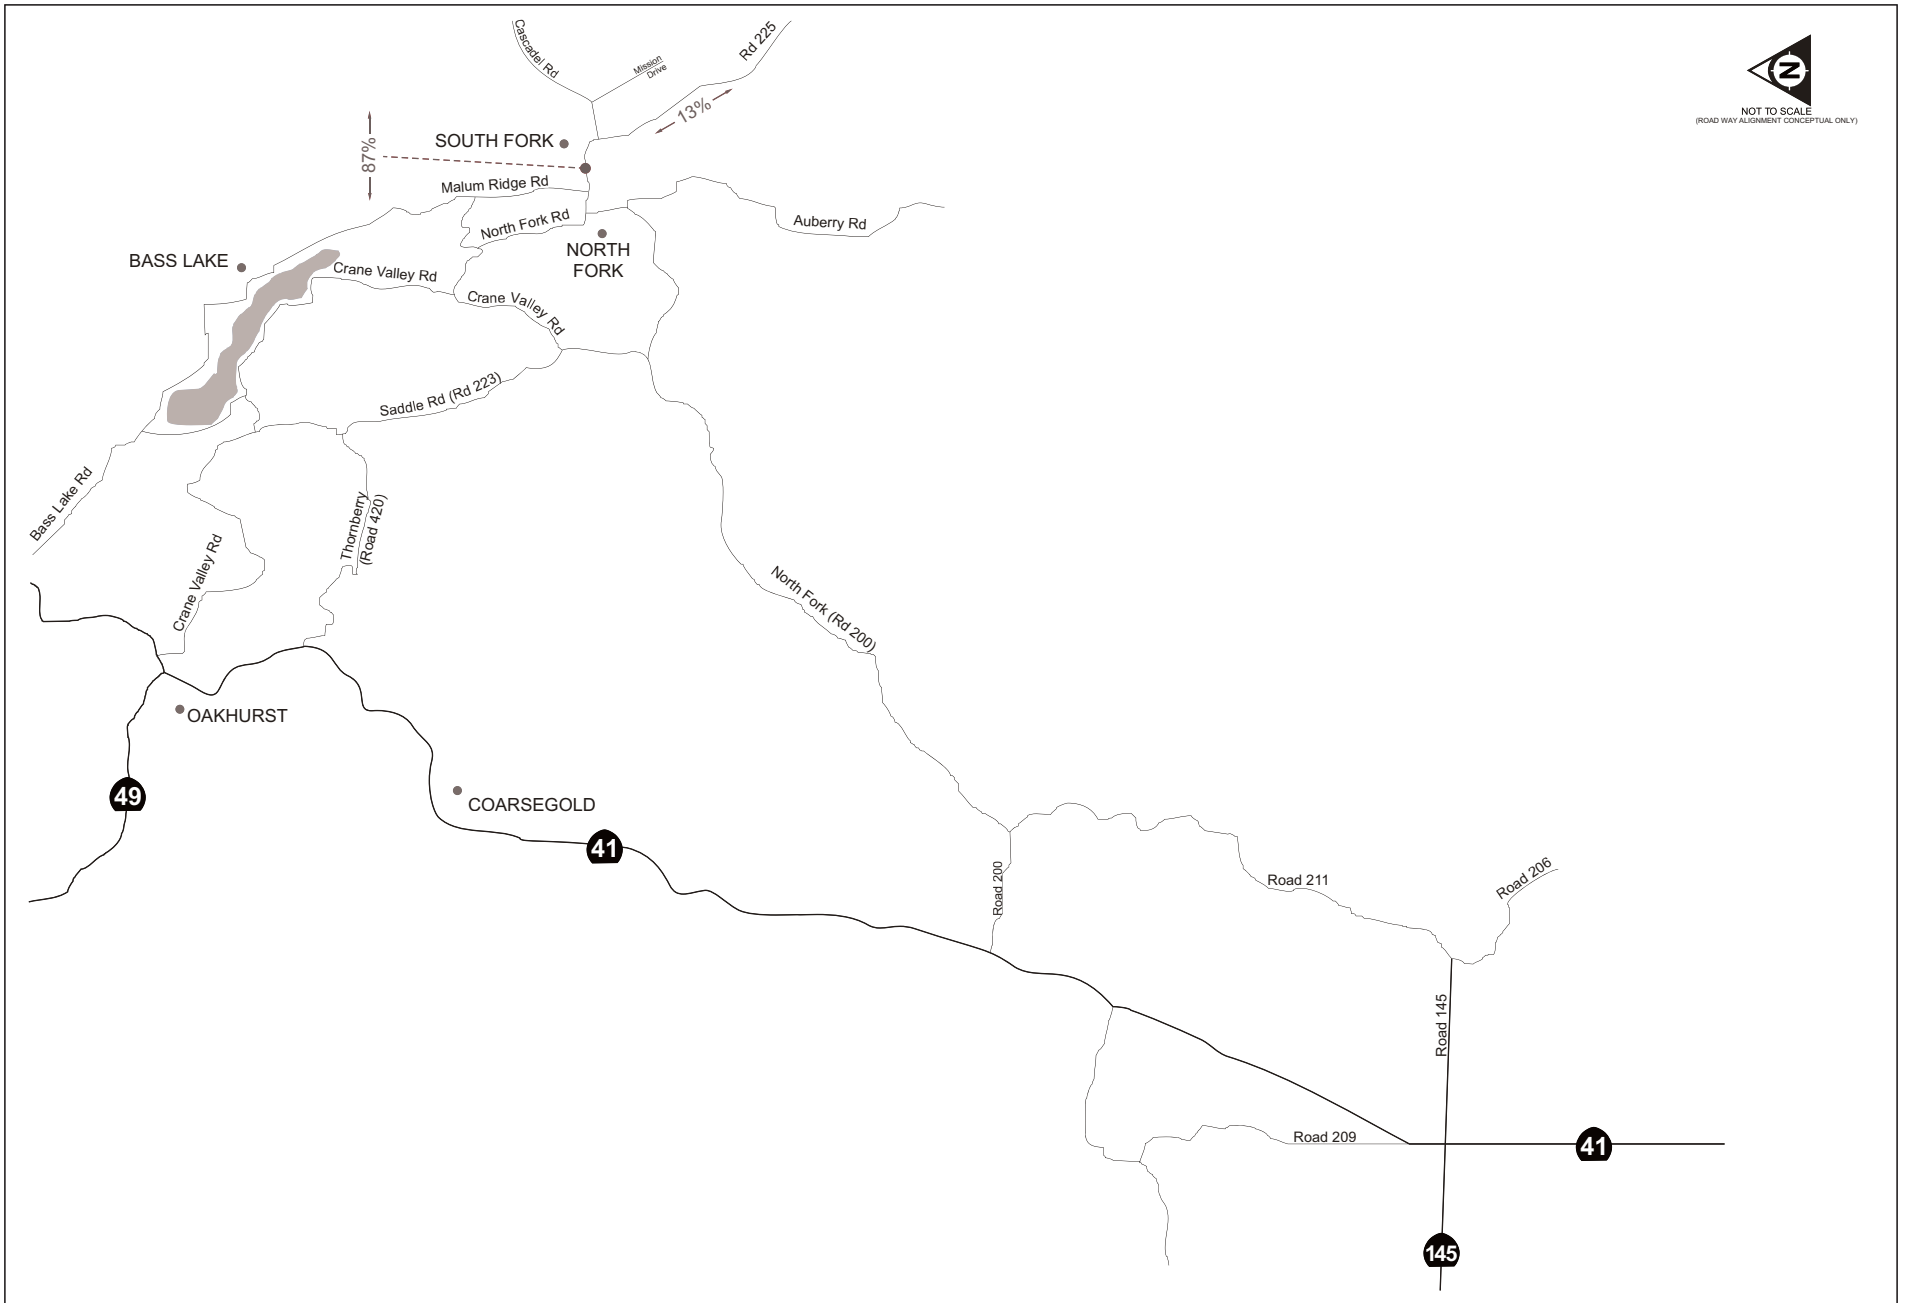 Cascadel Rd
Mission
Drive
Rd 225
13%
N
NOT TO SCALE
(ROAD WAY ALIGNMENT CONCEPTUAL ONLY)
SOUTH FORK
87%
Malum Ridge Rd
North Fork Rd
Auberry Rd
NORTH
FORK
BASS LAKE
Crane Valley Rd
Crane Valley Rd
Saddle Rd (Rd 223)
Bass Lake Rd
Thornberry
(Road 420)
Crane Valley Rd
North Fork (Rd 200)
OAKHURST
49
COARSEGOLD
41
Road 200
Road 211
Road 206
Road 145
Road 209
41
145